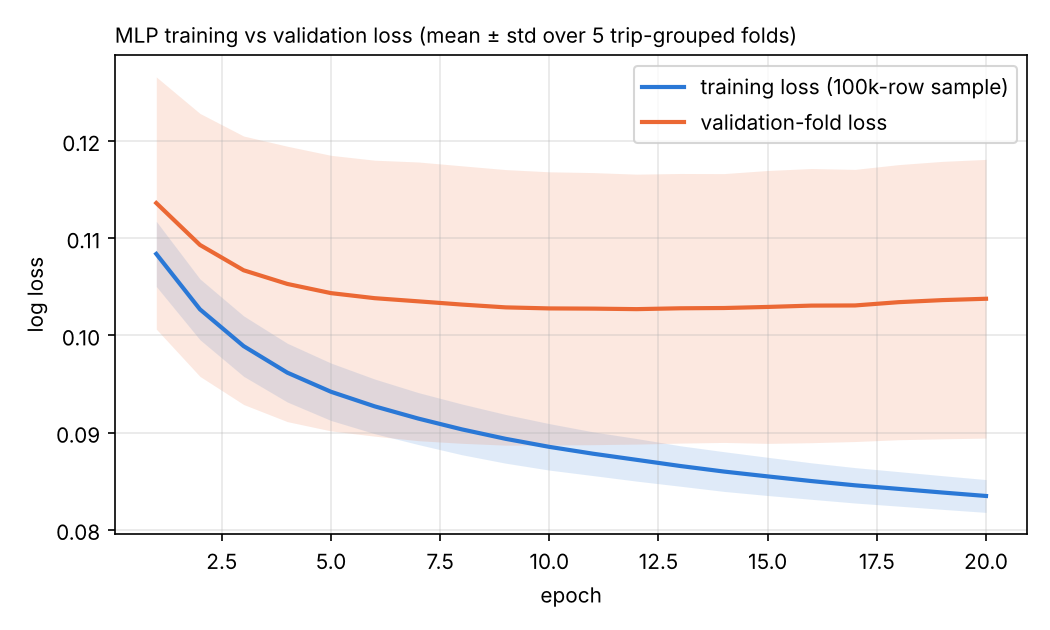 MLP training vs validation loss (mean ± std over 5 trip-grouped folds)
training loss (100k-row sample)
validation-fold loss
log loss
0.12
0.11
0.10
0.09
0.08
2.5 5.0 7.5 10.0 12.5 15.0 17.5 20.0
epoch